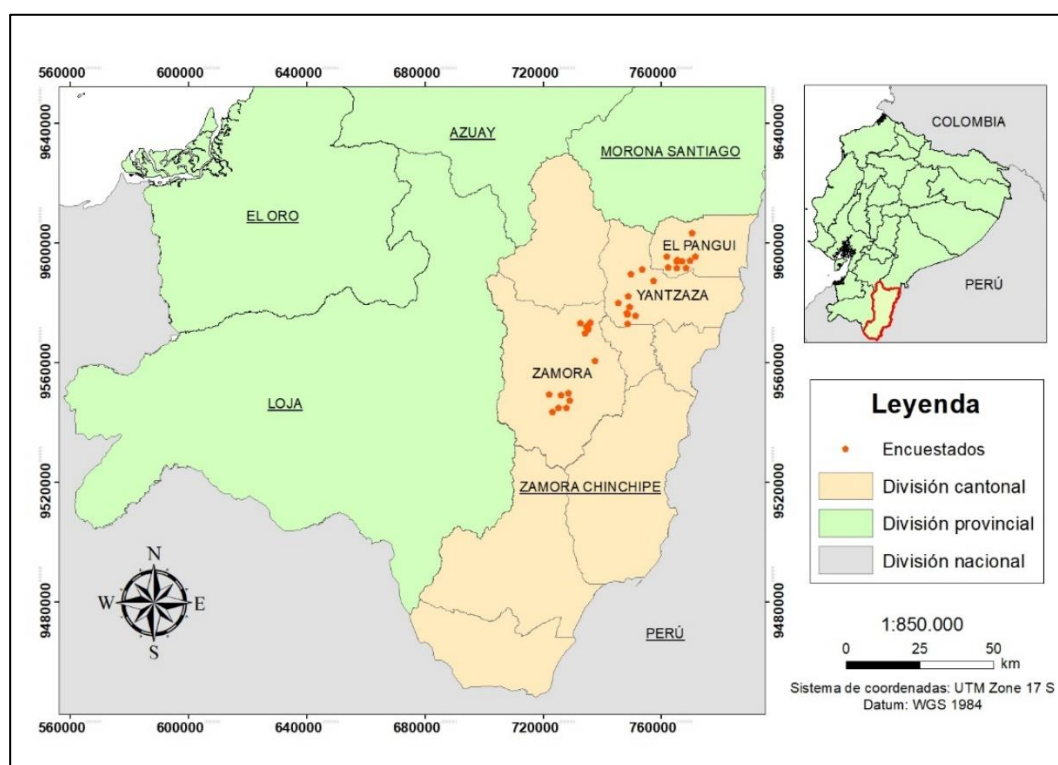 560000 600000 640000 680000 720000 760000
9640000
9600000
9560000
9520000
9480000
AZUAY
MORONA SANTIAGO
EL ORO
EL PANGUI
YANTZAZA
ZAMORA
LOJA
ZAMORA CHINCHIPE
PERÚ
N
W
E
S
9640000
9600000
9560000
9520000
9480000
560000 600000 640000 680000 720000 760000
COLOMBIA
PERÚ
Leyenda
Encuestados
División cantonal
División provincial
División nacional
1:850.000
0 25 50
km
Sistema de coordenadas: UTM Zone 17 S
Datum: WGS 1984